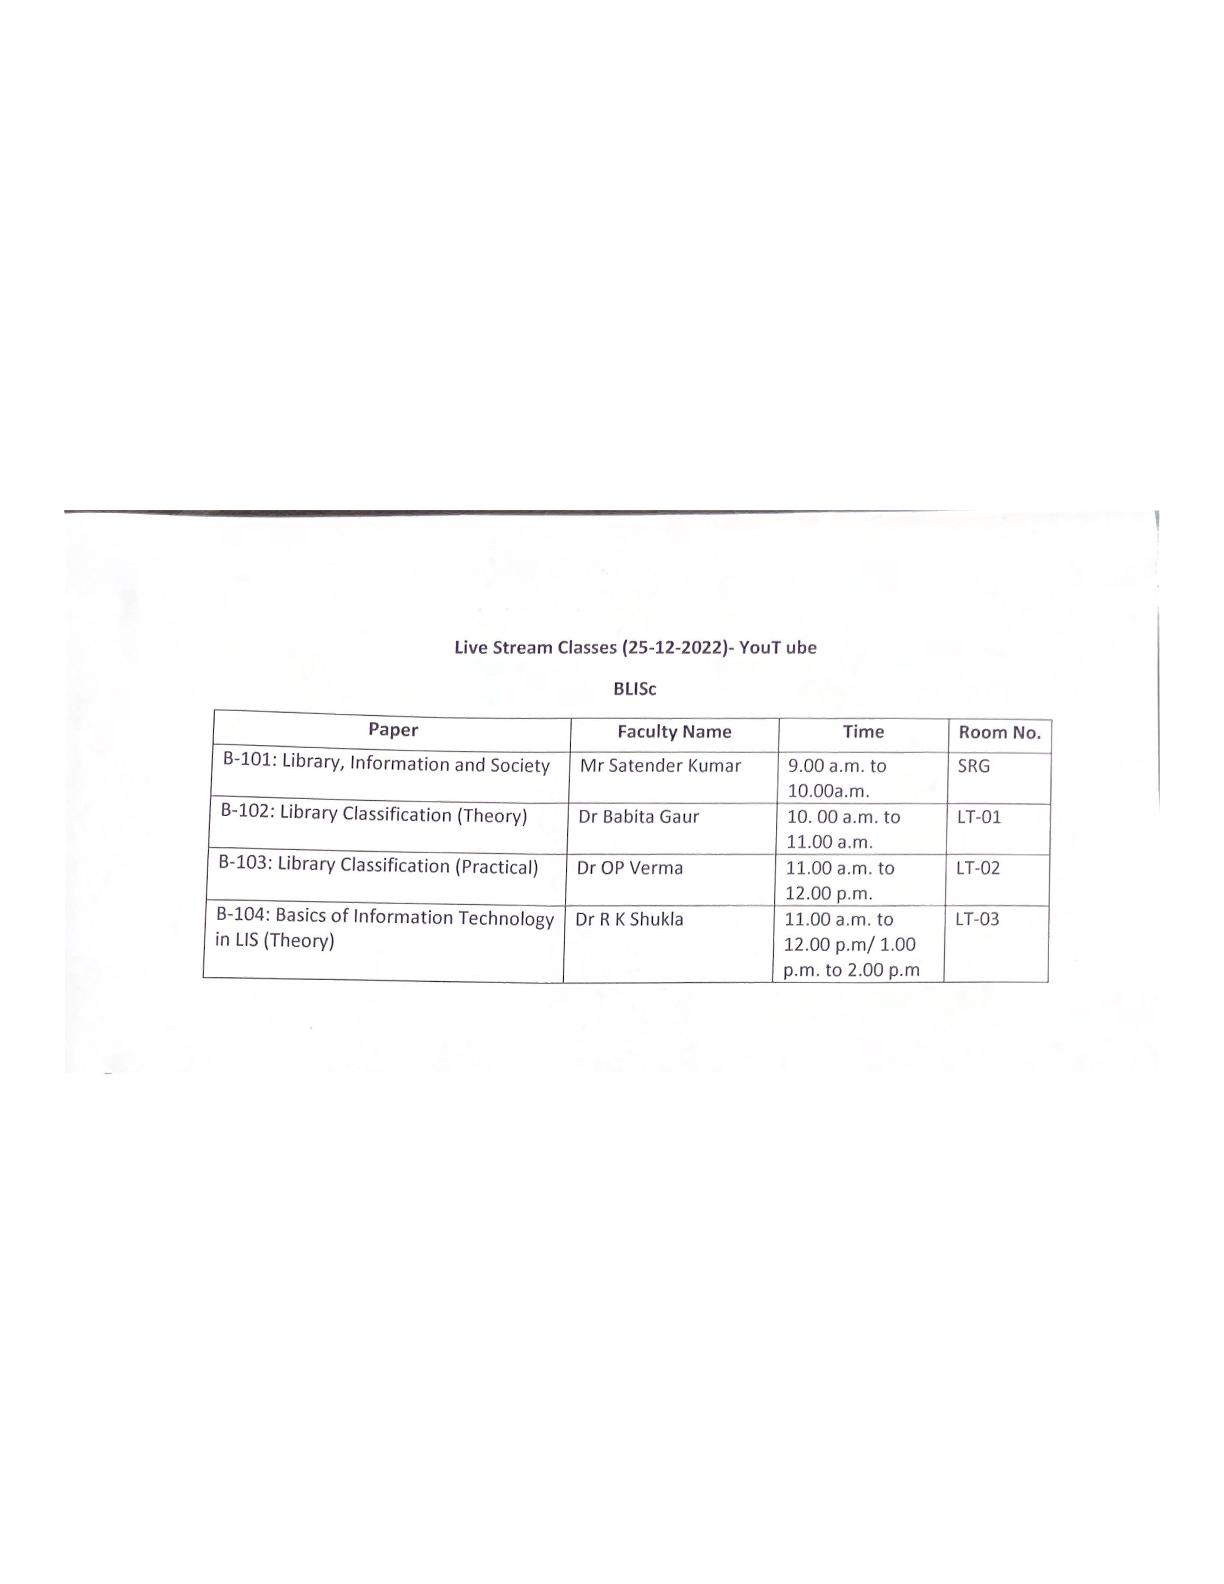 Live Stream Classes (25-12-2022)- YouT ube
BLISc
Paper Faculty Name Time Room No.
B-101: Library, Information and Society Mr Satender Kumar 9.00 a.m. to SRG
10.00a.m.
B-102: Library Classification (Theory) Dr Babita Gaur 10. 00 a.m. to LT-01
11.00 a.m.
B-103: Library Classification (Practical) Dr OP Verma 11.00 a.m. to LT-02
12.00 p.m.
B-104: Basics of Information Technology Dr R K Shukla 11.00 a.m. to LT-03
in LIS (Theory) 12.00 p.m/ 1.00
p.m. to 2.00 p.m